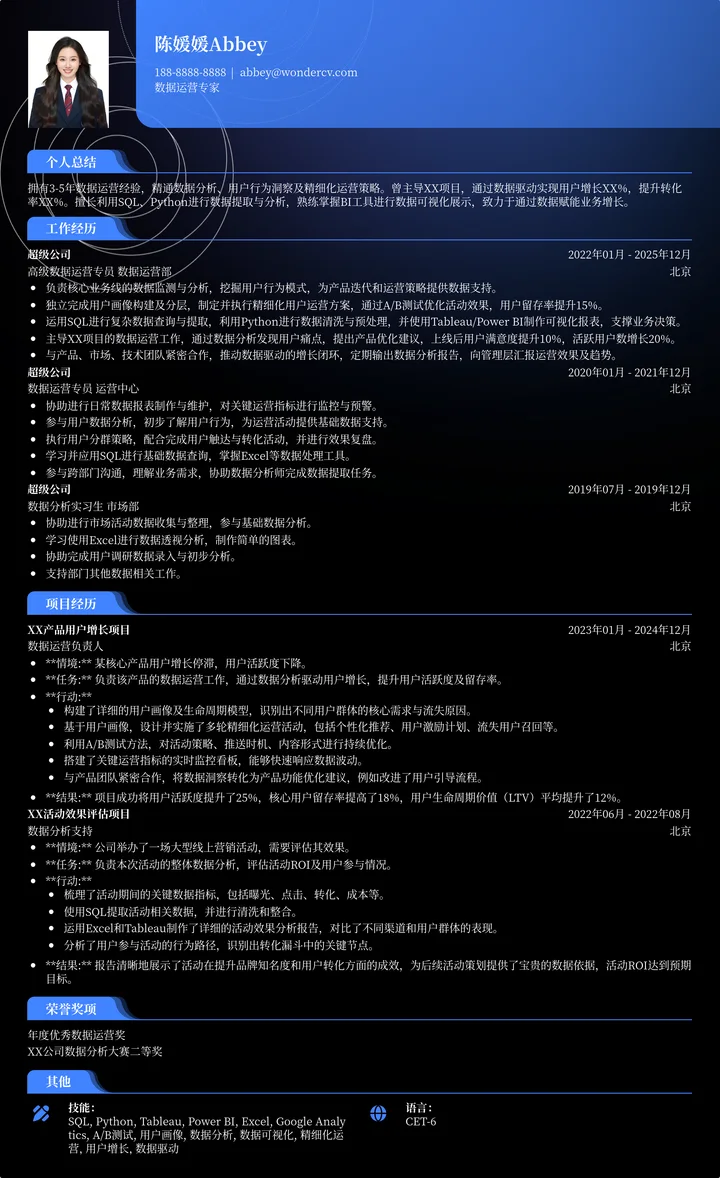 陈媛媛Abbey
188-8888-8888 | abbey@wondercv.com
数据运营专家
个人总结
拥有3-5年数据运营经验，精通数据分析、用户行为洞察及精细化运营策略。曾主导XX项目，通过数据驱动实现用户增长XX%，提升转化
率XX%。擅长利用SQL、Python进行数据提取与分析，熟练掌握BI工具进行数据可视化展示，致力于通过数据赋能业务增长。
工作经历
超级公司 2022年01月 - 2025年12月
高级数据运营专员 数据运营部 北京
• 负责核心业务线的数据监测与分析，挖掘用户行为模式，为产品迭代和运营策略提供数据支持。
• 独立完成用户画像构建及分层，制定并执行精细化用户运营方案，通过A/B测试优化活动效果，用户留存率提升15%。
• 运用SQL进行复杂数据查询与提取，利用Python进行数据清洗与预处理，并使用Tableau/Power BI制作可视化报表，支撑业务决策。
• 主导XX项目的数据运营工作，通过数据分析发现用户痛点，提出产品优化建议，上线后用户满意度提升10%，活跃用户数增长20%。
• 与产品、市场、技术团队紧密合作，推动数据驱动的增长闭环，定期输出数据分析报告，向管理层汇报运营效果及趋势。
超级公司 2020年01月 - 2021年12月
数据运营专员 运营中心 北京
• 协助进行日常数据报表制作与维护，对关键运营指标进行监控与预警。
• 参与用户数据分析，初步了解用户行为，为运营活动提供基础数据支持。
• 执行用户分群策略，配合完成用户触达与转化活动，并进行效果复盘。
• 学习并应用SQL进行基础数据查询，掌握Excel等数据处理工具。
• 参与跨部门沟通，理解业务需求，协助数据分析师完成数据提取任务。
超级公司 2019年07月 - 2019年12月
数据分析实习生 市场部 北京
• 协助进行市场活动数据收集与整理，参与基础数据分析。
• 学习使用Excel进行数据透视分析，制作简单的图表。
• 协助完成用户调研数据录入与初步分析。
• 支持部门其他数据相关工作。
项目经历
XX产品用户增长项目 2023年01月 - 2024年12月
数据运营负责人 北京
• **情境:** 某核心产品用户增长停滞，用户活跃度下降。
• **任务:** 负责该产品的数据运营工作，通过数据分析驱动用户增长，提升用户活跃度及留存率。
• **行动:**
• 构建了详细的用户画像及生命周期模型，识别出不同用户群体的核心需求与流失原因。
• 基于用户画像，设计并实施了多轮精细化运营活动，包括个性化推荐、用户激励计划、流失用户召回等。
• 利用A/B测试方法，对活动策略、推送时机、内容形式进行持续优化。
• 搭建了关键运营指标的实时监控看板，能够快速响应数据波动。
• 与产品团队紧密合作，将数据洞察转化为产品功能优化建议，例如改进了用户引导流程。
• **结果:** 项目成功将用户活跃度提升了25%，核心用户留存率提高了18%，用户生命周期价值（LTV）平均提升了12%。
XX活动效果评估项目 2022年06月 - 2022年08月
数据分析支持 北京
• **情境:** 公司举办了一场大型线上营销活动，需要评估其效果。
• **任务:** 负责本次活动的整体数据分析，评估活动ROI及用户参与情况。
• **行动:**
• 梳理了活动期间的关键数据指标，包括曝光、点击、转化、成本等。
• 使用SQL提取活动相关数据，并进行清洗和整合。
• 运用Excel和Tableau制作了详细的活动效果分析报告，对比了不同渠道和用户群体的表现。
• 分析了用户参与活动的行为路径，识别出转化漏斗中的关键节点。
• **结果:** 报告清晰地展示了活动在提升品牌知名度和用户转化方面的成效，为后续活动策划提供了宝贵的数据依据，活动ROI达到预期
目标。
荣誉奖项
年度优秀数据运营奖
XX公司数据分析大赛二等奖
其他
技能：
SQL, Python, Tableau, Power BI, Excel, Google Analy
tics, A/B测试, 用户画像, 数据分析, 数据可视化, 精细化运
营, 用户增长, 数据驱动
语言：
CET-6